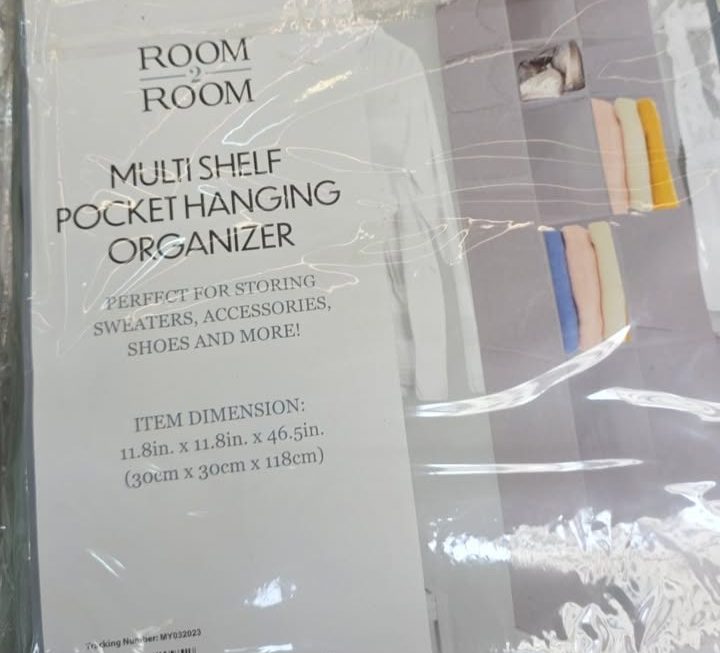 ROOM
2
ROOM
MULTI SHELF
POCKET HANGING
ORGANIZER
PERFECT FOR STORING
SWEATERS, ACCESSORIES,
SHOES AND MORE!
ITEM DIMENSION:
11.8in. x 11.8in. x 46.5in.
(30cm x 30cm x 118cm)
Tracking Number: MY032023